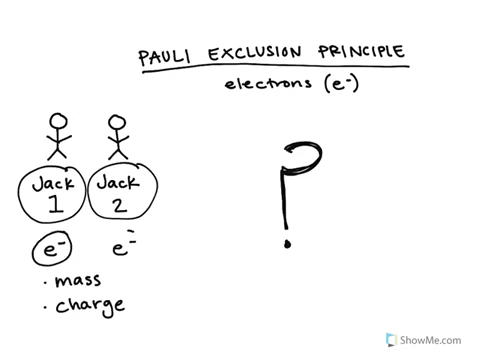 PAULI EXCLUSION PRINCIPLE
electrons (e⁻)
Jack 1
Jack 2
e⁻ e⁻
· mass
· charge
?
ShowMe.com